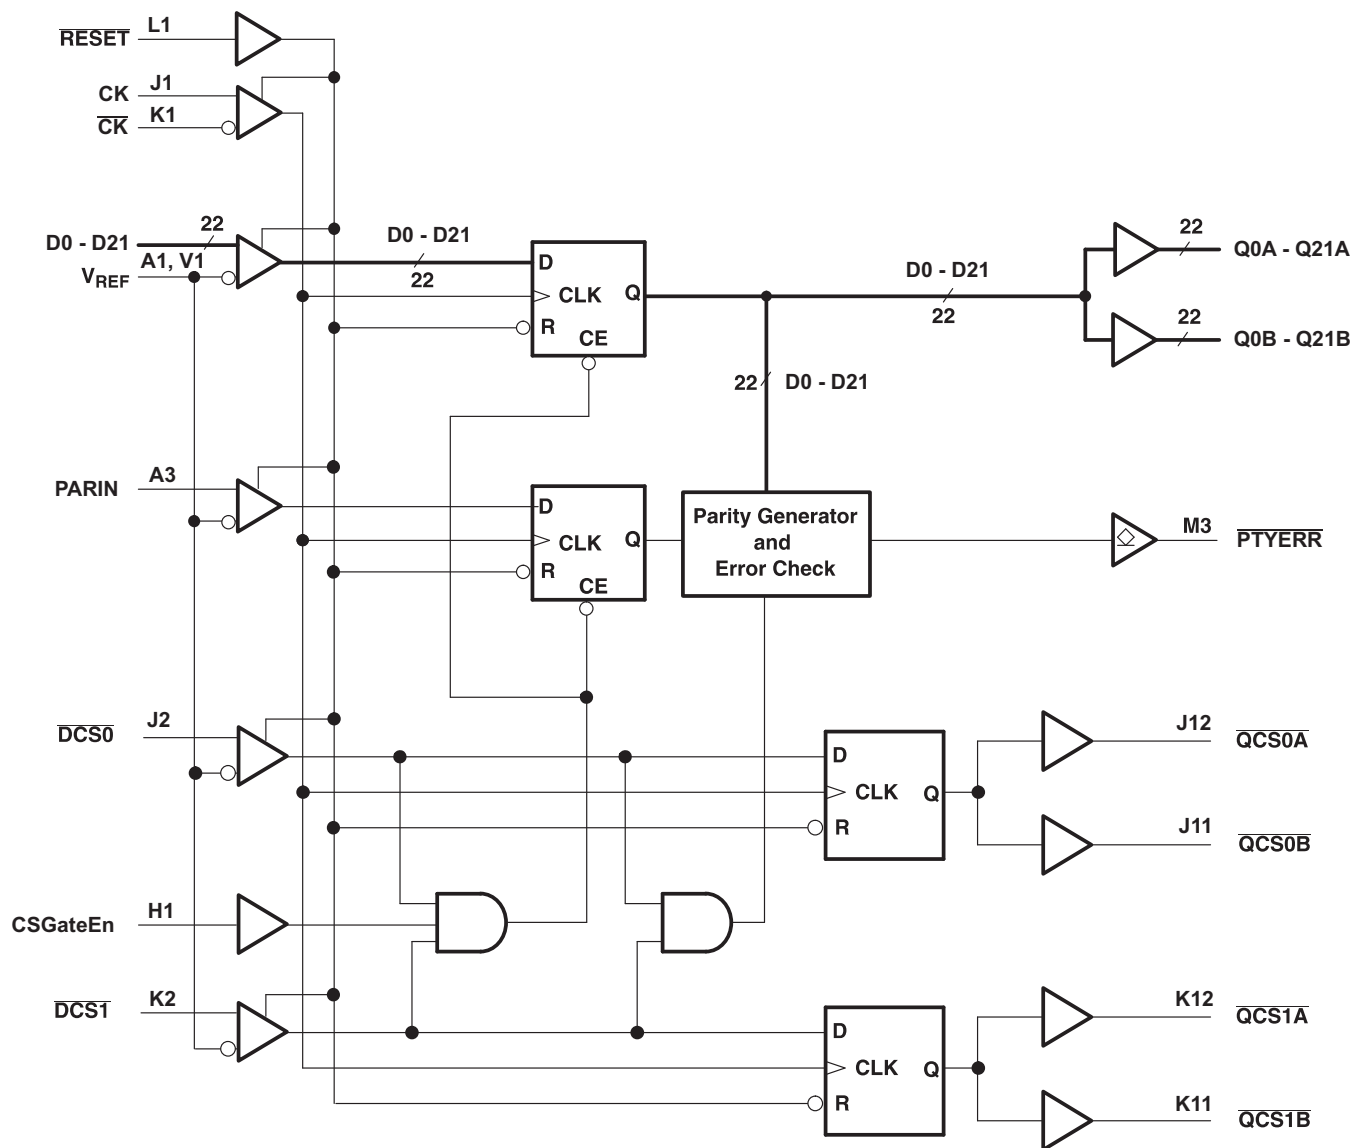 RESET L1
CK J1
CK K1
D0 - D21 22
VREF A1, V1
D0 - D21
22
D
CLK Q
R
CE
D0 - D21
22
22
Q0A - Q21A
22
Q0B - Q21B
22 D0 - D21
PARIN A3
D
CLK Q
R
CE
Parity Generator
and
Error Check
M3 PTYERR
DCS0 J2
D
CLK Q
R
J12 QCS0A
J11 QCS0B
CSGateEn H1
DCS1 K2
D
CLK Q
R
K12 QCS1A
K11 QCS1B